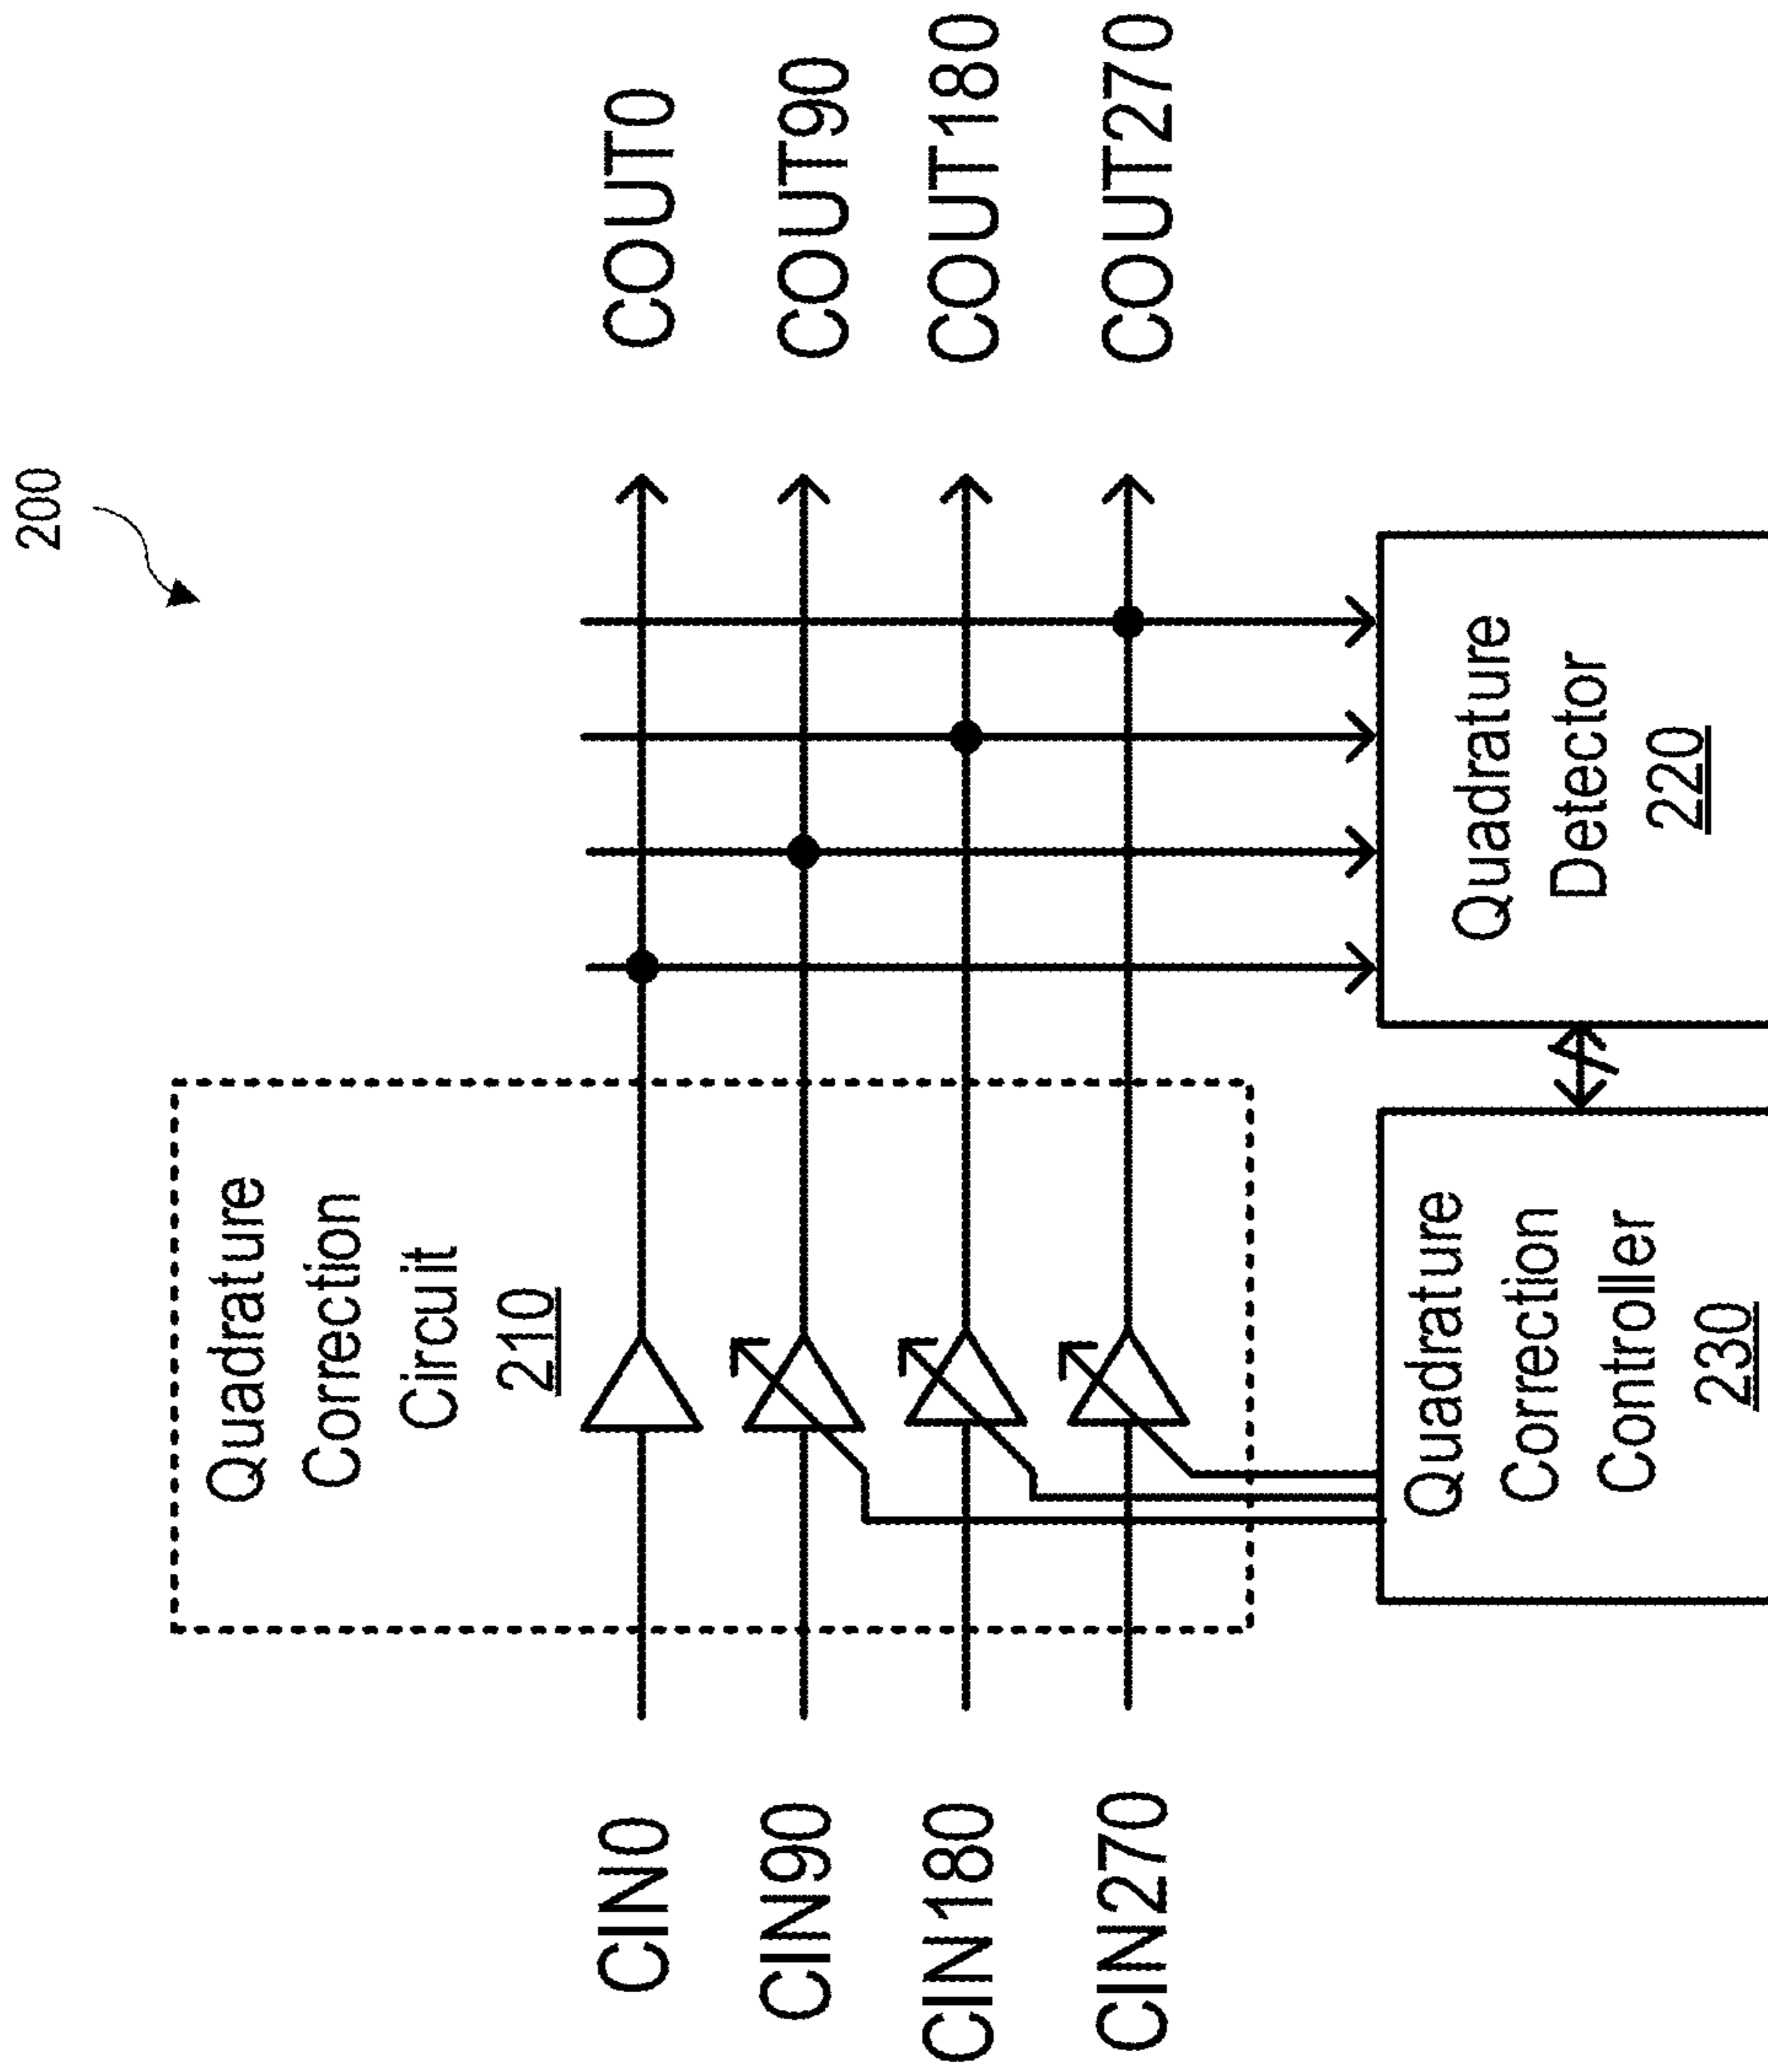 200
Quadrature
Correction
Circuit
210
CIN0
CIN90
CIN180
CIN270
COUT0
COUT90
COUT180
COUT270
Quadrature
Correction
Controller
230
Quadrature
Detector
220